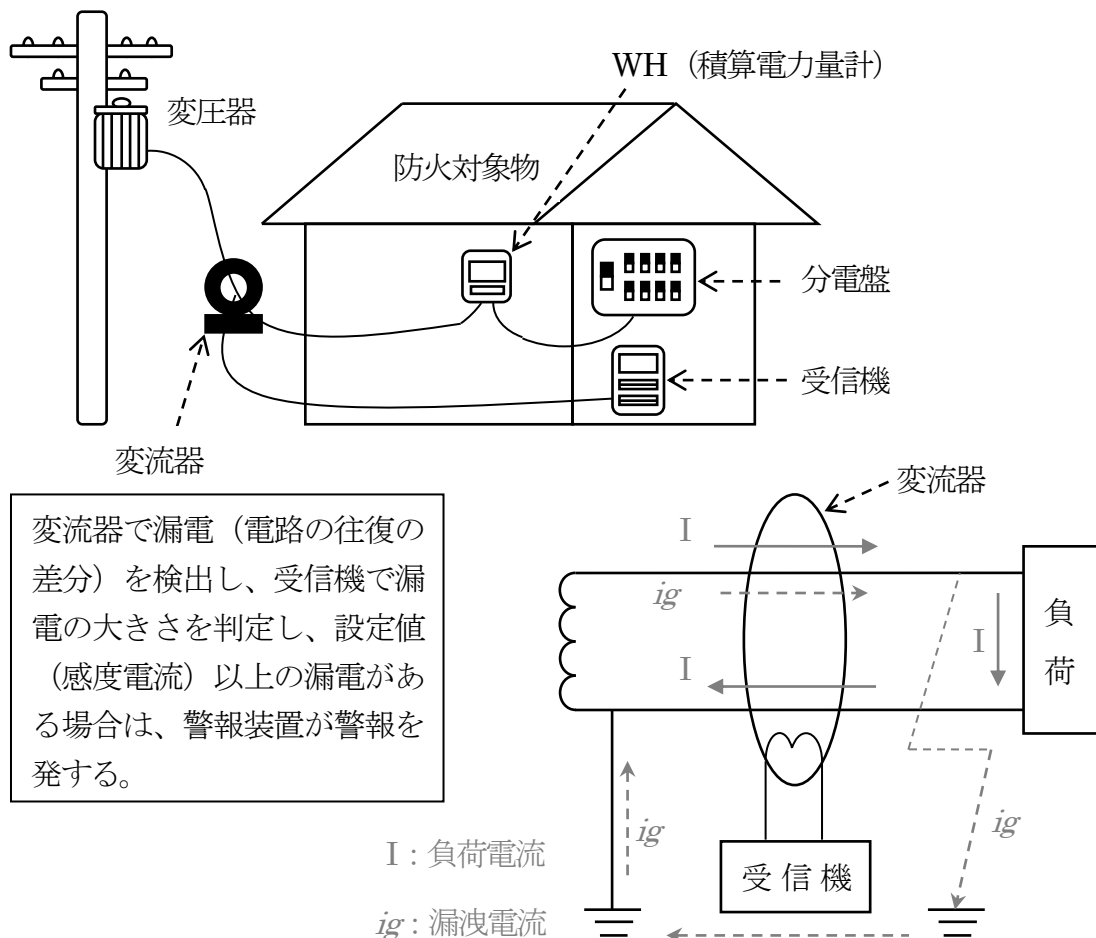 WH（積算電力量計）
変圧器
防火対象物
分電盤
受信機
変流器
変流器で漏電（電路の往復の
差分）を検出し、受信機で漏
電の大きさを判定し、設定値
（感度電流）以上の漏電があ
る場合は、警報装置が警報を
発する。
変流器
I
ig
I
I
負
荷
ig
ig
受信機
I：負荷電流
ig：漏洩電流